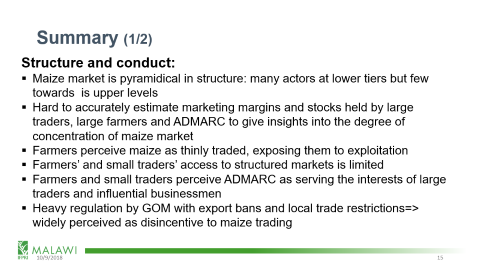 Summary (1/2)
Structure and conduct:
▪ Maize market is pyramidical in structure: many actors at lower tiers but few
towards is upper levels
▪ Hard to accurately estimate marketing margins and stocks held by large
traders, large farmers and ADMARC to give insights into the degree of
concentration of maize market
▪ Farmers perceive maize as thinly traded, exposing them to exploitation
▪ Farmers' and small traders' access to structured markets is limited
▪ Farmers and small traders perceive ADMARC as serving the interests of large
traders and influential businessmen
▪ Heavy regulation by GOM with export bans and local trade restrictions=>
widely perceived as disincentive to maize trading
IFPRI MALAWI
10/9/2018
15